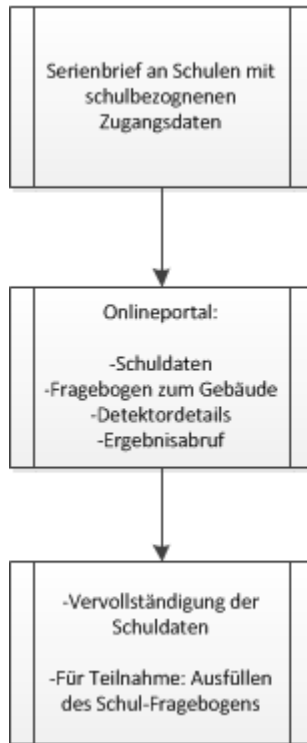 Serienbrief an Schulen mit
schulbezognenen
Zugangsdaten
Onlineportal:
-Schuldaten
-Fragebogen zum Gebäude
-Detektordetails
-Ergebnisabruf
-Vervollständigung der
Schuldaten
-Für Teilnahme: Ausfüllen
des Schul-Fragebogens